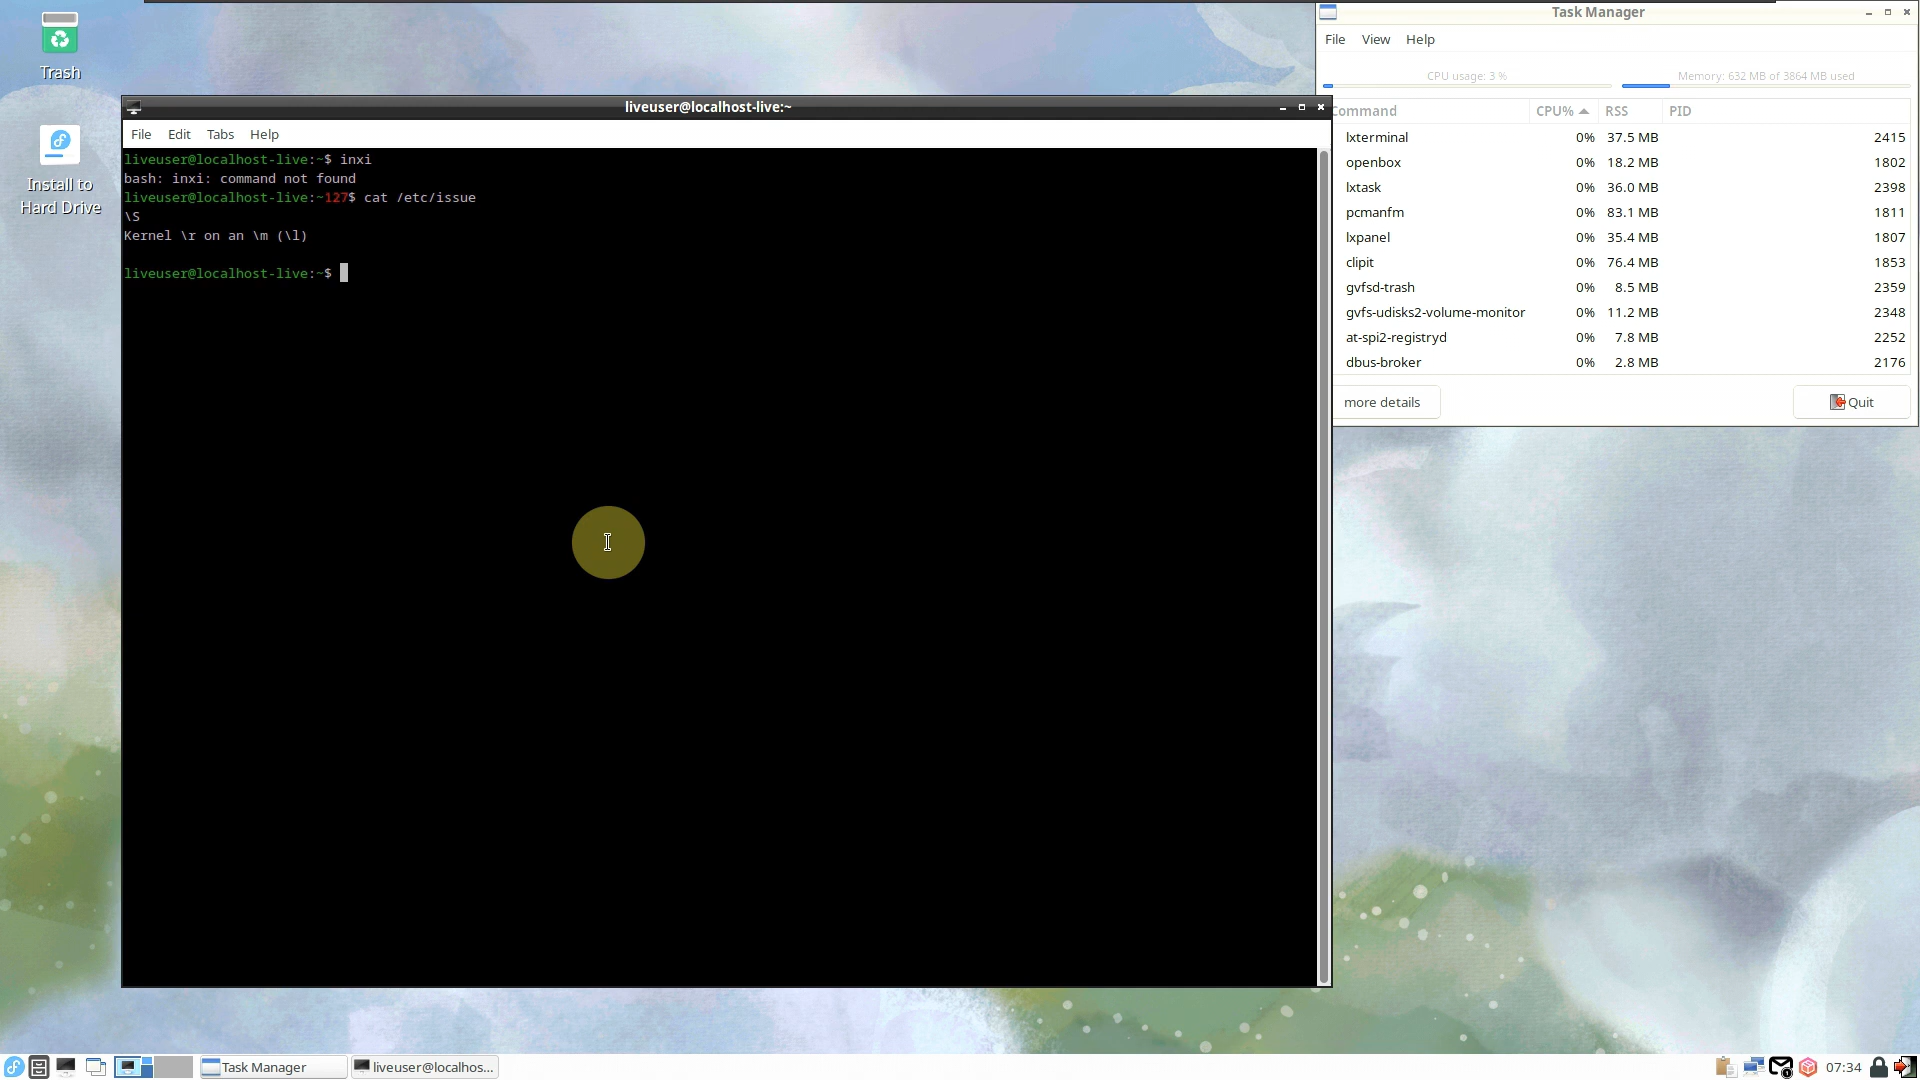 Trash
Install to
Hard Drive
liveuser@localhost-live:~
File Edit Tabs Help
liveuser@localhost-live:~$ inxi
bash: inxi: command not found
liveuser@localhost-live:~127$ cat /etc/issue
\S
Kernel \r on an \m (\l)
liveuser@localhost-live:~$
Task Manager
File View Help
CPU usage: 3 % Memory: 632 MB of 3864 MB used
ommand CPU% RSS PID
lxterminal 0% 37.5 MB 2415
openbox 0% 18.2 MB 1802
lxtask 0% 36.0 MB 2398
pcmanfm 0% 83.1 MB 1811
lxpanel 0% 35.4 MB 1807
clipit 0% 76.4 MB 1853
gvfsd-trash 0% 8.5 MB 2359
gvfs-udisks2-volume-monitor 0% 11.2 MB 2348
at-spi2-registryd 0% 7.8 MB 2252
dbus-broker 0% 2.8 MB 2176
more details Quit
Task Manager liveuser@localhos... 07:34